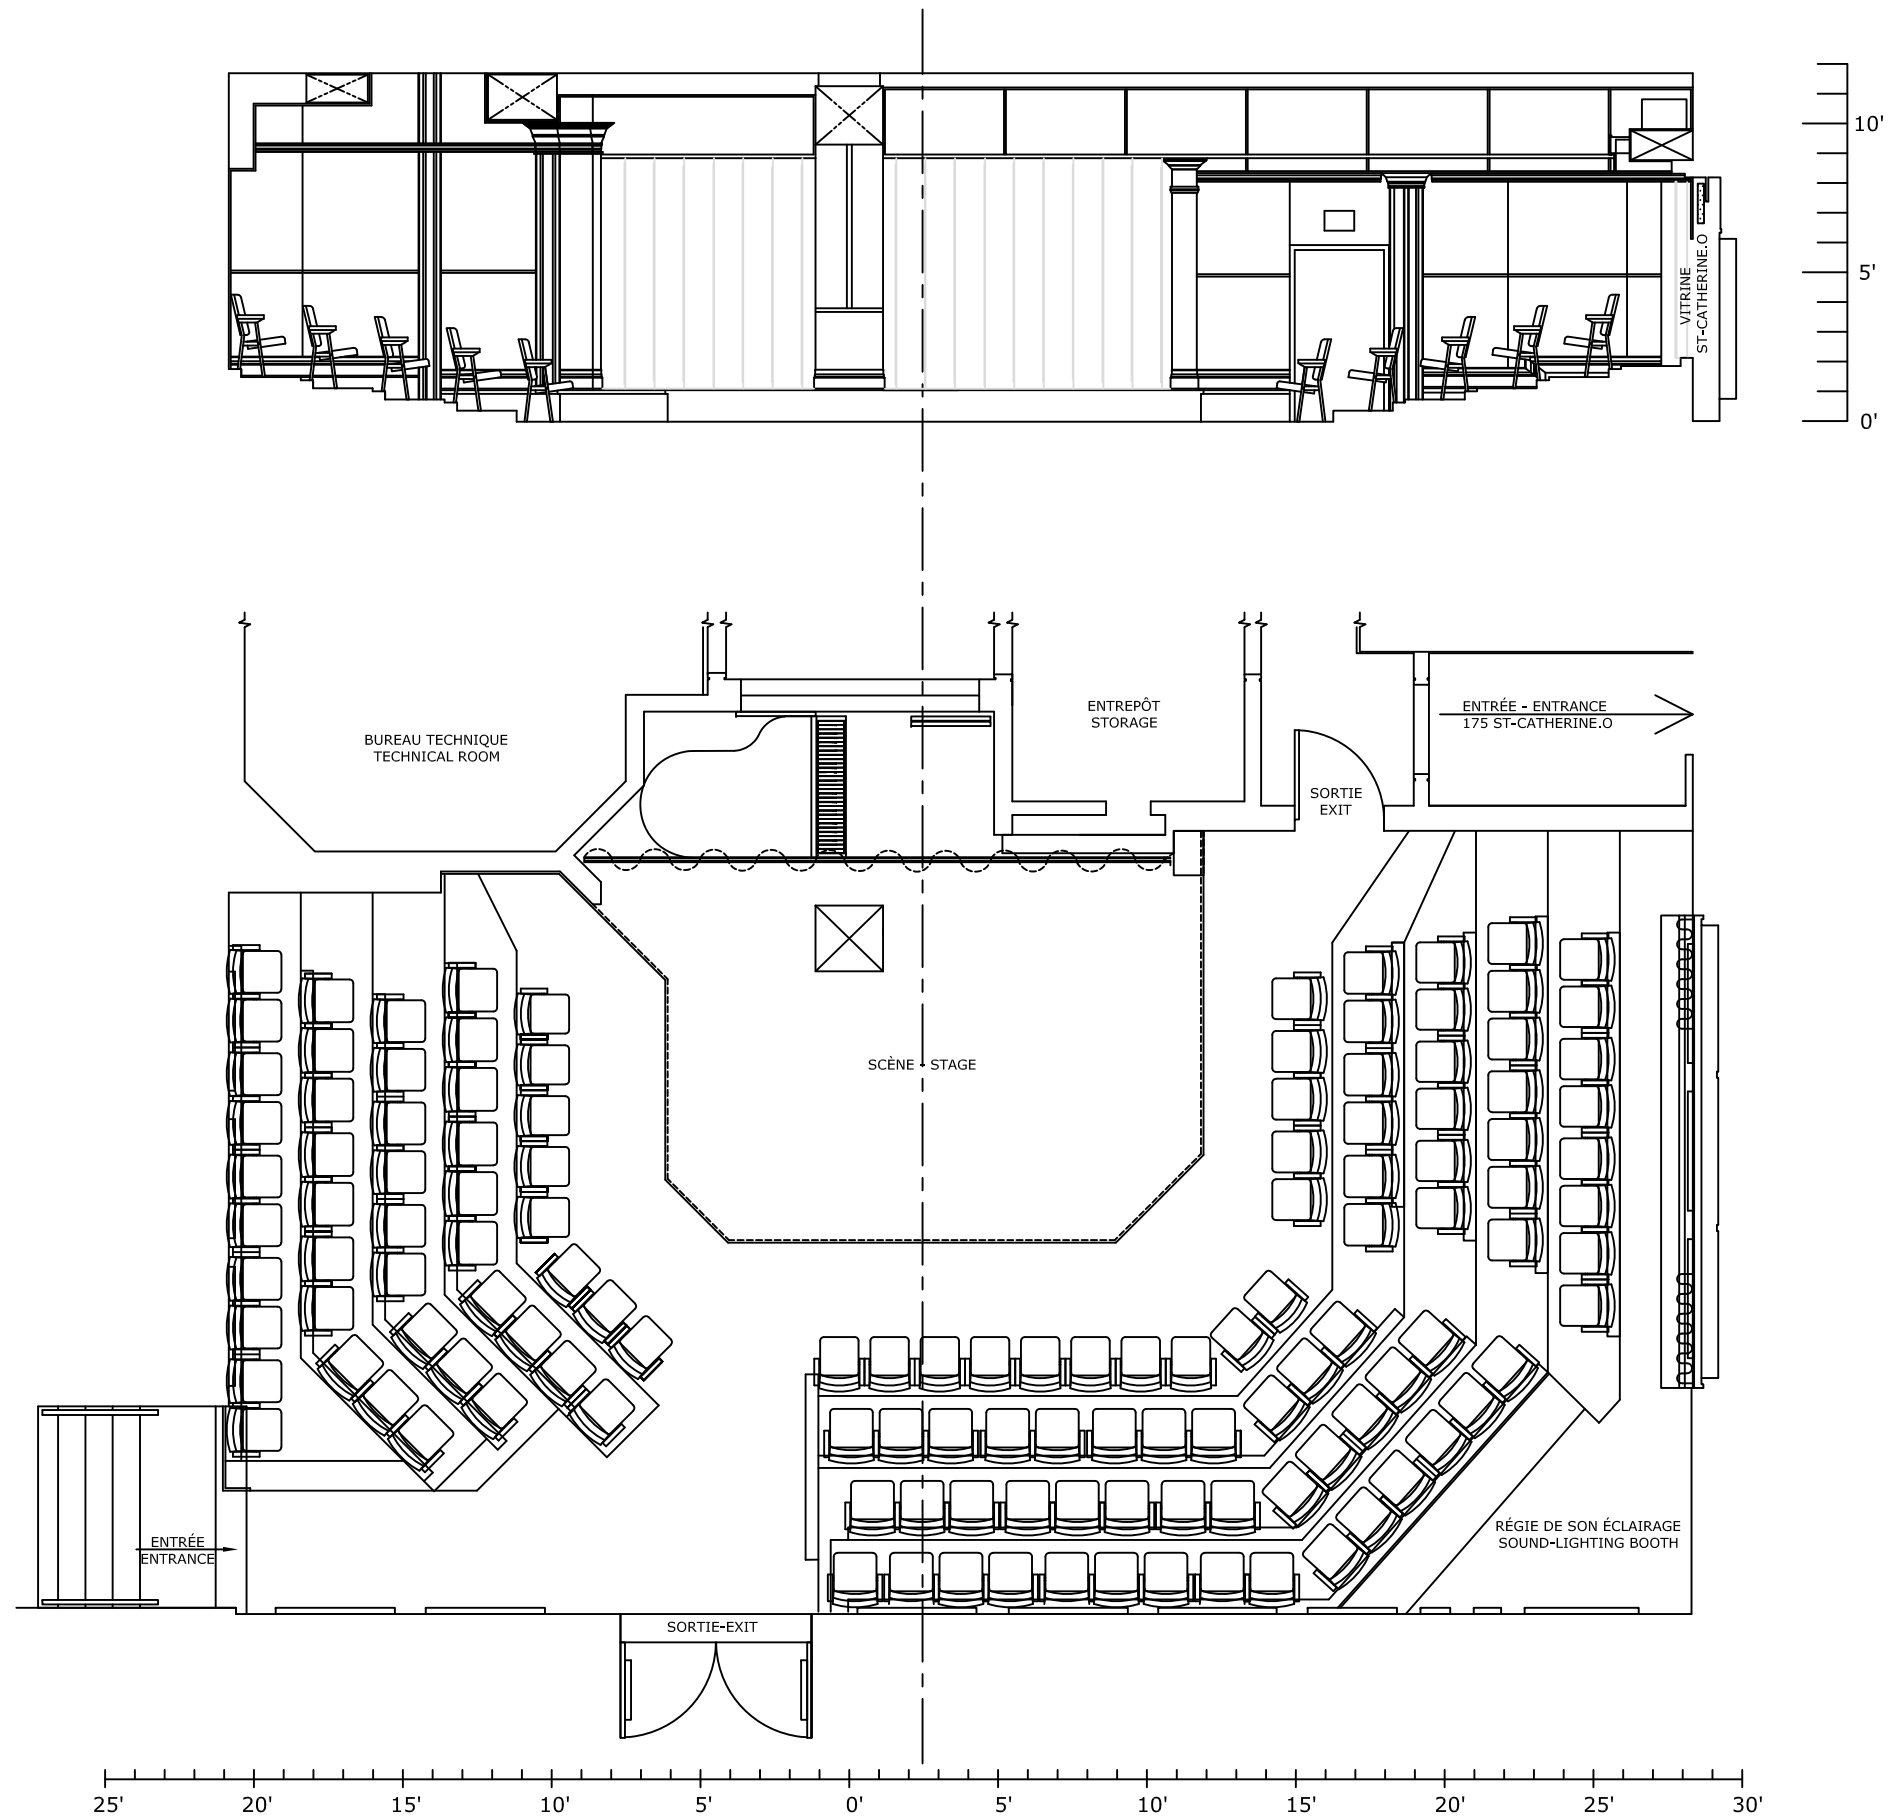 10'
5'
0'
VITRINE
ST-CATHERINE.O
ENTREPÔT
STORAGE
ENTRÉE - ENTRANCE
175 ST-CATHERINE.O
BUREAU TECHNIQUE
TECHNICAL ROOM
SORTIE
EXIT
SCÈNE - STAGE
RÉGIE DE SON ÉCLAIRAGE
SOUND-LIGHTING BOOTH
ENTRÉE
ENTRANCE
SORTIE-EXIT
25' 20' 15' 10' 5' 0' 5' 10' 15' 20' 25' 30'